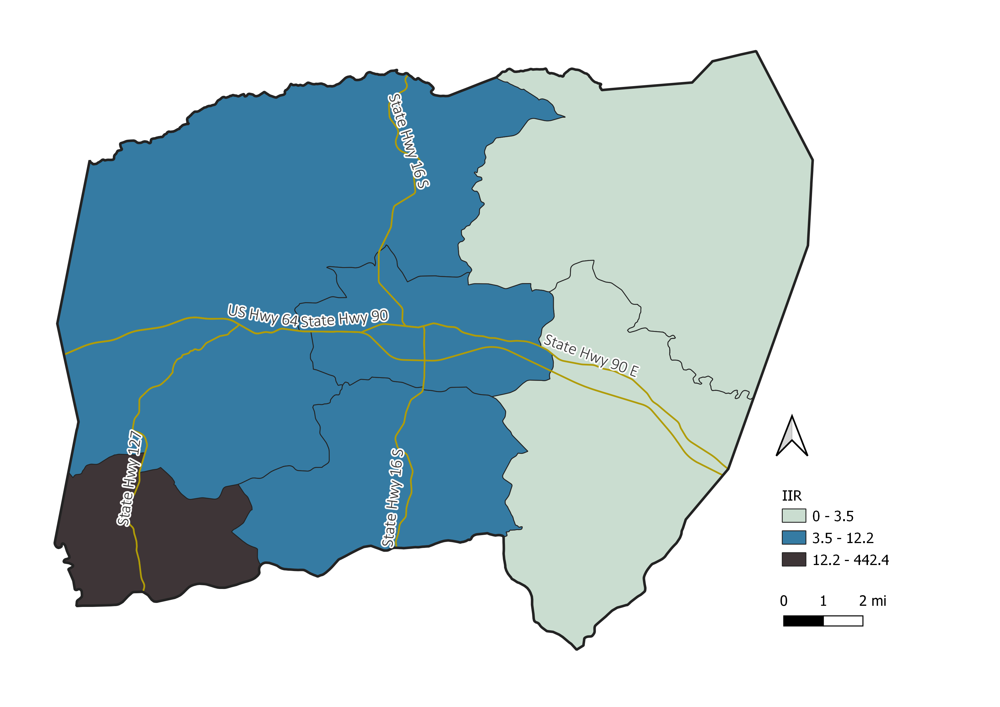 State Hwy 16 S
US Hwy 64
State Hwy 90
State Hwy 90 E
State Hwy 127
State Hwy 16 S
IIR
0 - 3.5
3.5 - 12.2
12.2 - 442.4
0 1 2 mi